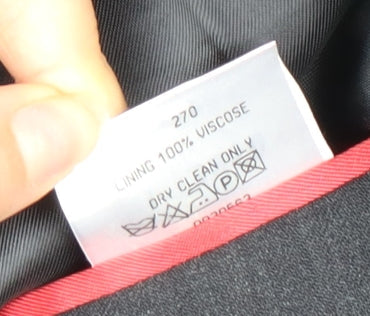 270
LINING 100% VISCOSE
DRY CLEAN ONLY
P